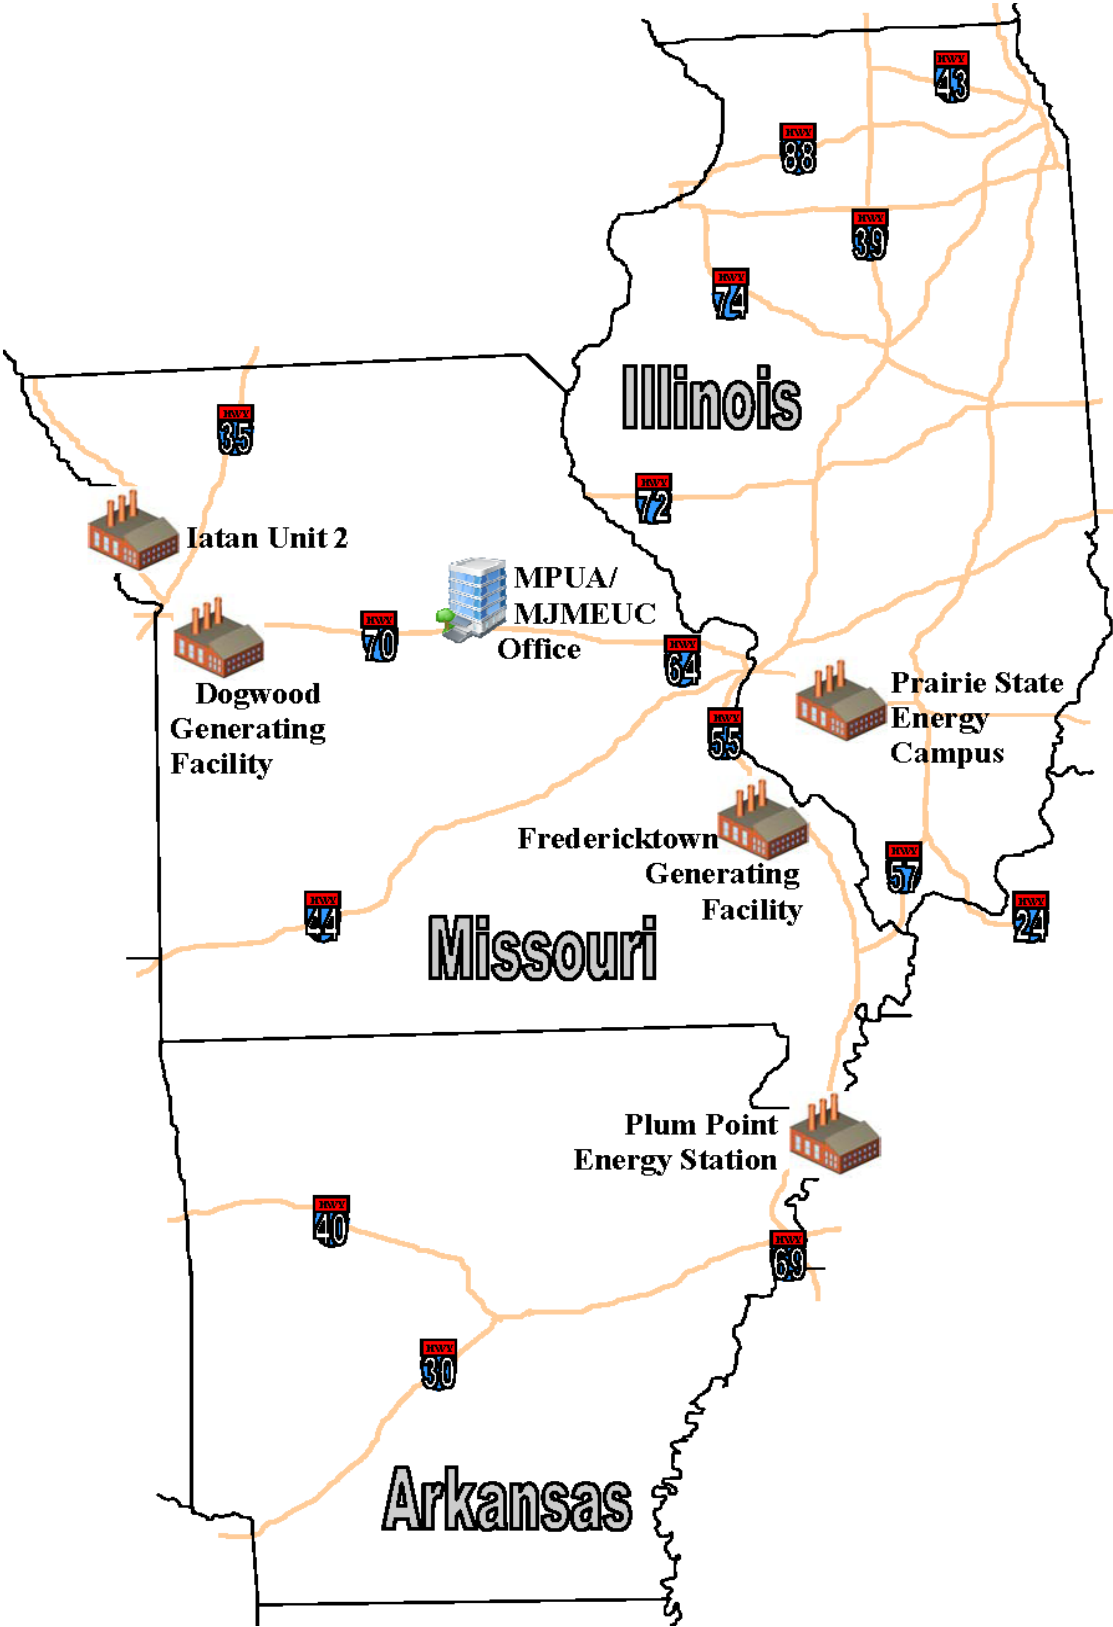 HWY
43
HWY
88
HWY
39
HWY
74
Illinois
HWY
35
HWY
72
Iatan Unit 2
MPUA/
MJMEUC
Office
HWY
70
HWY
64
Dogwood
Generating
Facility
Prairie State
Energy
Campus
HWY
55
Fredericktown
Generating
Facility
HWY
57
HWY
44
HWY
24
Missouri
Plum Point
Energy Station
HWY
40
HWY
69
HWY
30
Arkansas